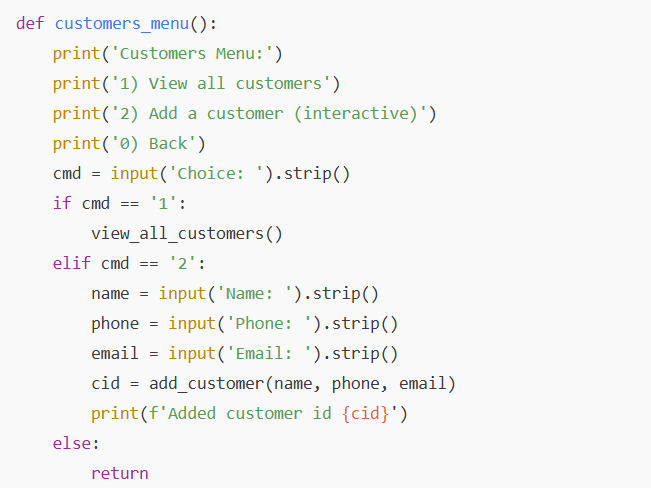 def customers_menu():
    print('Customers Menu:')
    print('1) View all customers')
    print('2) Add a customer (interactive)')
    print('0) Back')
    cmd = input('Choice: ').strip()
    if cmd == '1':
        view_all_customers()
    elif cmd == '2':
        name = input('Name: ').strip()
        phone = input('Phone: ').strip()
        email = input('Email: ').strip()
        cid = add_customer(name, phone, email)
        print(f'Added customer id {cid}')
    else:
        return